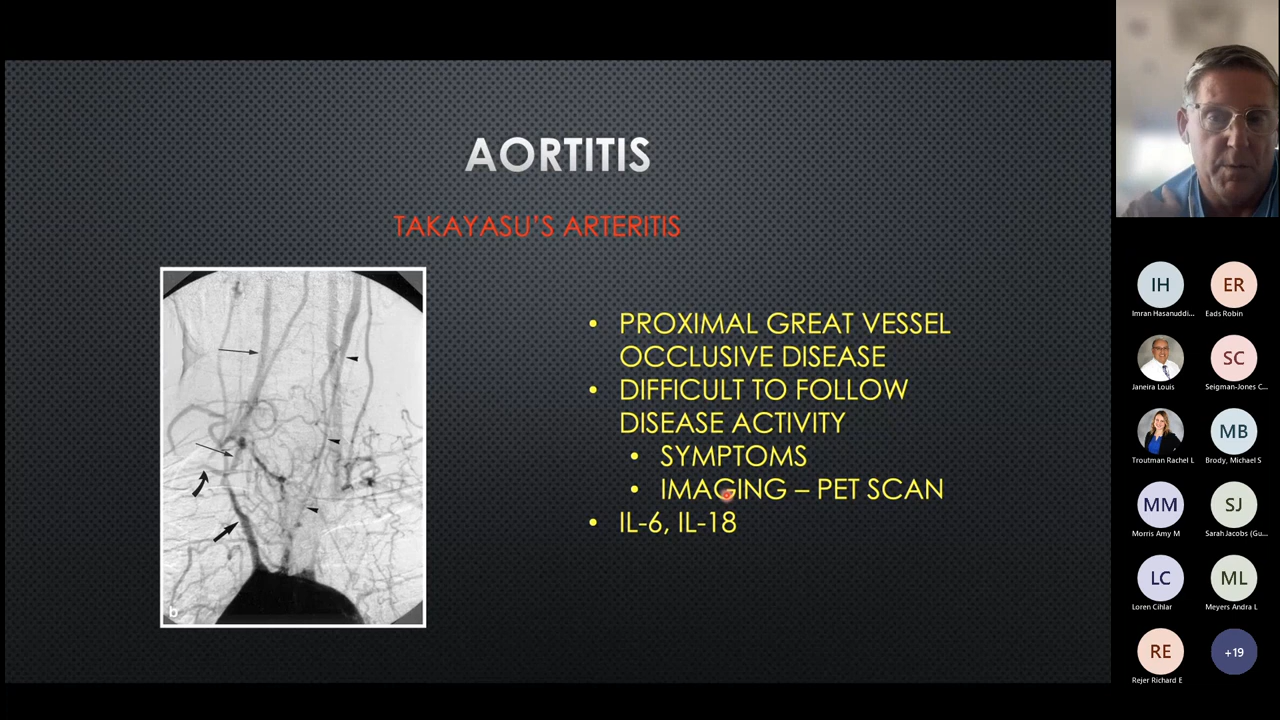 AORTITIS
TAKAYASU'S ARTERITIS
• PROXIMAL GREAT VESSEL
OCCLUSIVE DISEASE
• DIFFICULT TO FOLLOW
DISEASE ACTIVITY
• SYMPTOMS
• IMAGING – PET SCAN
• IL-6, IL-18
b
IH
ER
Imran Hasanuddi...
Eads Robin
SC
Janeira Louis
Seigman-Jones C...
MB
Troutman Rachel L
Brody, Michael S
MM
SJ
Morris Amy M
Sarah Jacobs (Gu...
LC
ML
Loren Cihlar
Meyers Andra L
RE
+19
Rejer Richard E